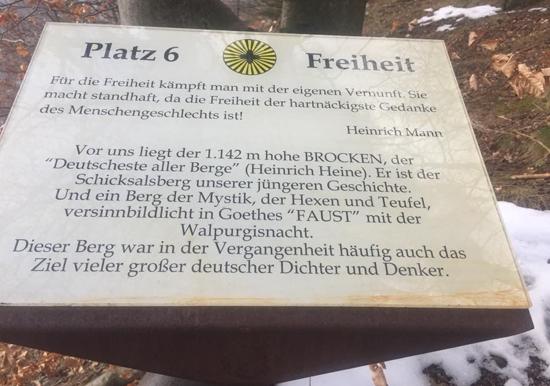 Platz 6 Freiheit
Für die Freiheit kämpft man mit der eigenen Vernunft. Sie
macht standhaft, da die Freiheit der hartnäckigste Gedanke
des Menschengeschlechts ist!
Heinrich Mann
Vor uns liegt der 1.142 m hohe BROCKEN, der
“Deutscheste aller Berge” (Heinrich Heine). Er ist der
Schicksalsberg unserer jüngeren Geschichte.
Und ein Berg der Mystik, der Hexen und Teufel,
versinnbildlicht in Goethes “FAUST” mit der
Walpurgisnacht.
Dieser Berg war in der Vergangenheit häufig auch das
Ziel vieler großer deutscher Dichter und Denker.